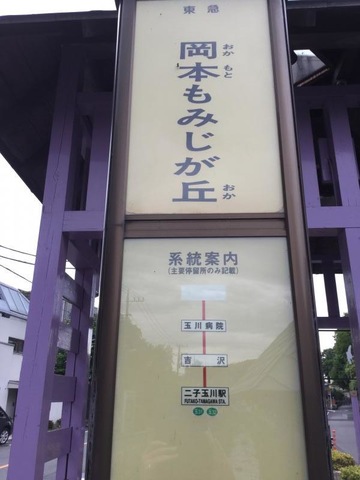 東急
岡本もみじが丘
おか もと
おか
系統案内
(主要停留所のみ記載)
玉川病院
吉沢
二子玉川駅
FUTAKO-TAMAGAWA STA.